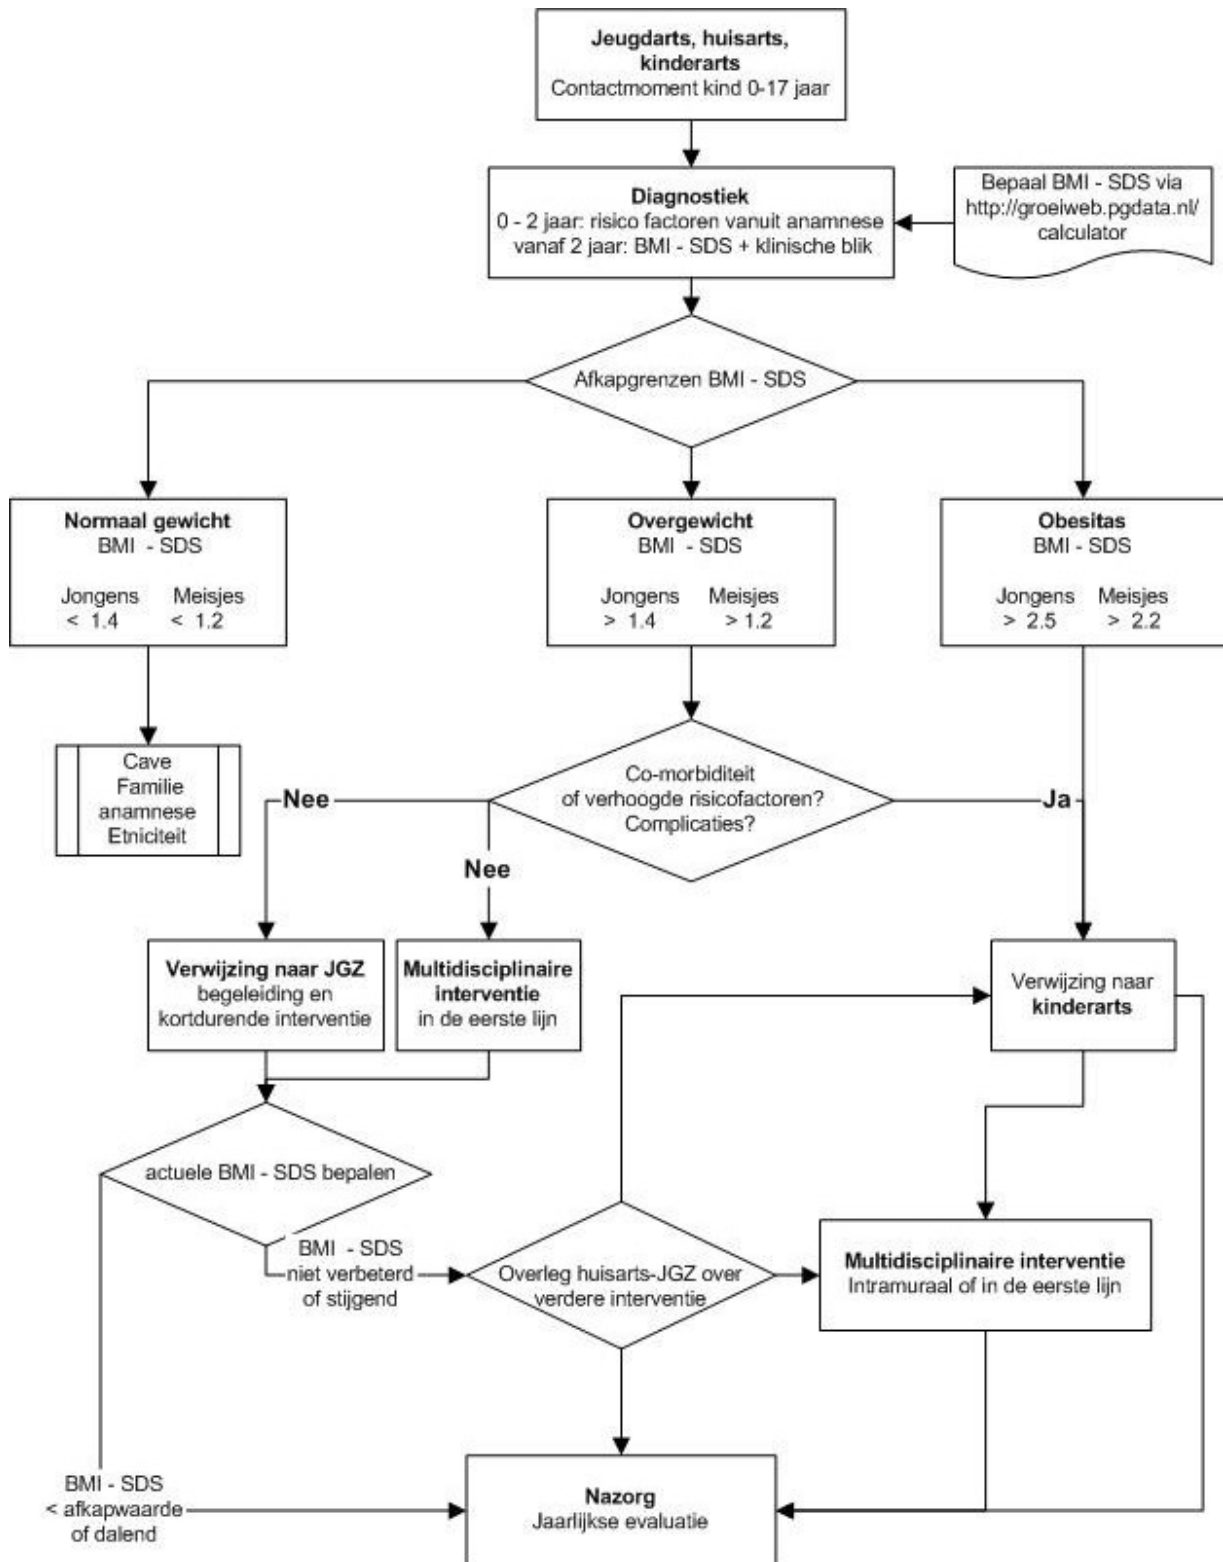 Jeugdarts, huisarts,
kinderarts
Contactmoment kind 0-17 jaar
Diagnostiek
0 - 2 jaar: risico factoren vanuit anamnese
vanaf 2 jaar: BMI - SDS + klinische blik
Bepaal BMI - SDS via
http://groeiweb.pgdata.nl/
calculator
Afkapgrenzen BMI - SDS
Normaal gewicht
BMI - SDS
Jongens Meisjes
< 1.4 < 1.2
Overgewicht
BMI - SDS
Jongens Meisjes
> 1.4 > 1.2
Obesitas
BMI - SDS
Jongens Meisjes
> 2.5 > 2.2
Cave
Familie
anamnese
Etniciteit
Co-morbiditeit
of verhoogde risicofactoren?
Complicaties?
Nee
Ja
Nee
Verwijzing naar JGZ
begeleiding en
kortdurende interventie
Multidisciplinaire
interventie
in de eerste lijn
Verwijzing naar
kinderarts
actuele BMI - SDS bepalen
BMI - SDS
niet verbeterd
of stijgend
Overleg huisarts-JGZ over
verdere interventie
Multidisciplinaire interventie
Intramuraal of in de eerste lijn
BMI - SDS
< afkapwaarde
of dalend
Nazorg
Jaarlijkse evaluatie